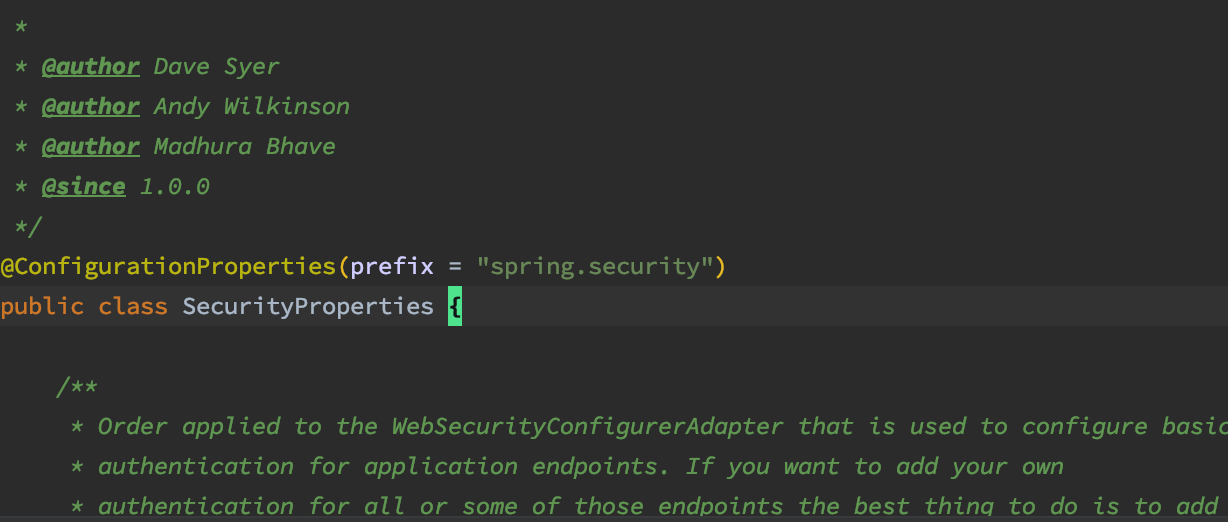 *
* @author Dave Syer
* @author Andy Wilkinson
* @author Madhura Bhave
* @since 1.0.0
*/
@ConfigurationProperties(prefix = "spring.security")
public class SecurityProperties {
/**
* Order applied to the WebSecurityConfigurerAdapter that is used to configure basic
* authentication for application endpoints. If you want to add your own
* authentication for all or some of those endpoints the best thing to do is to add